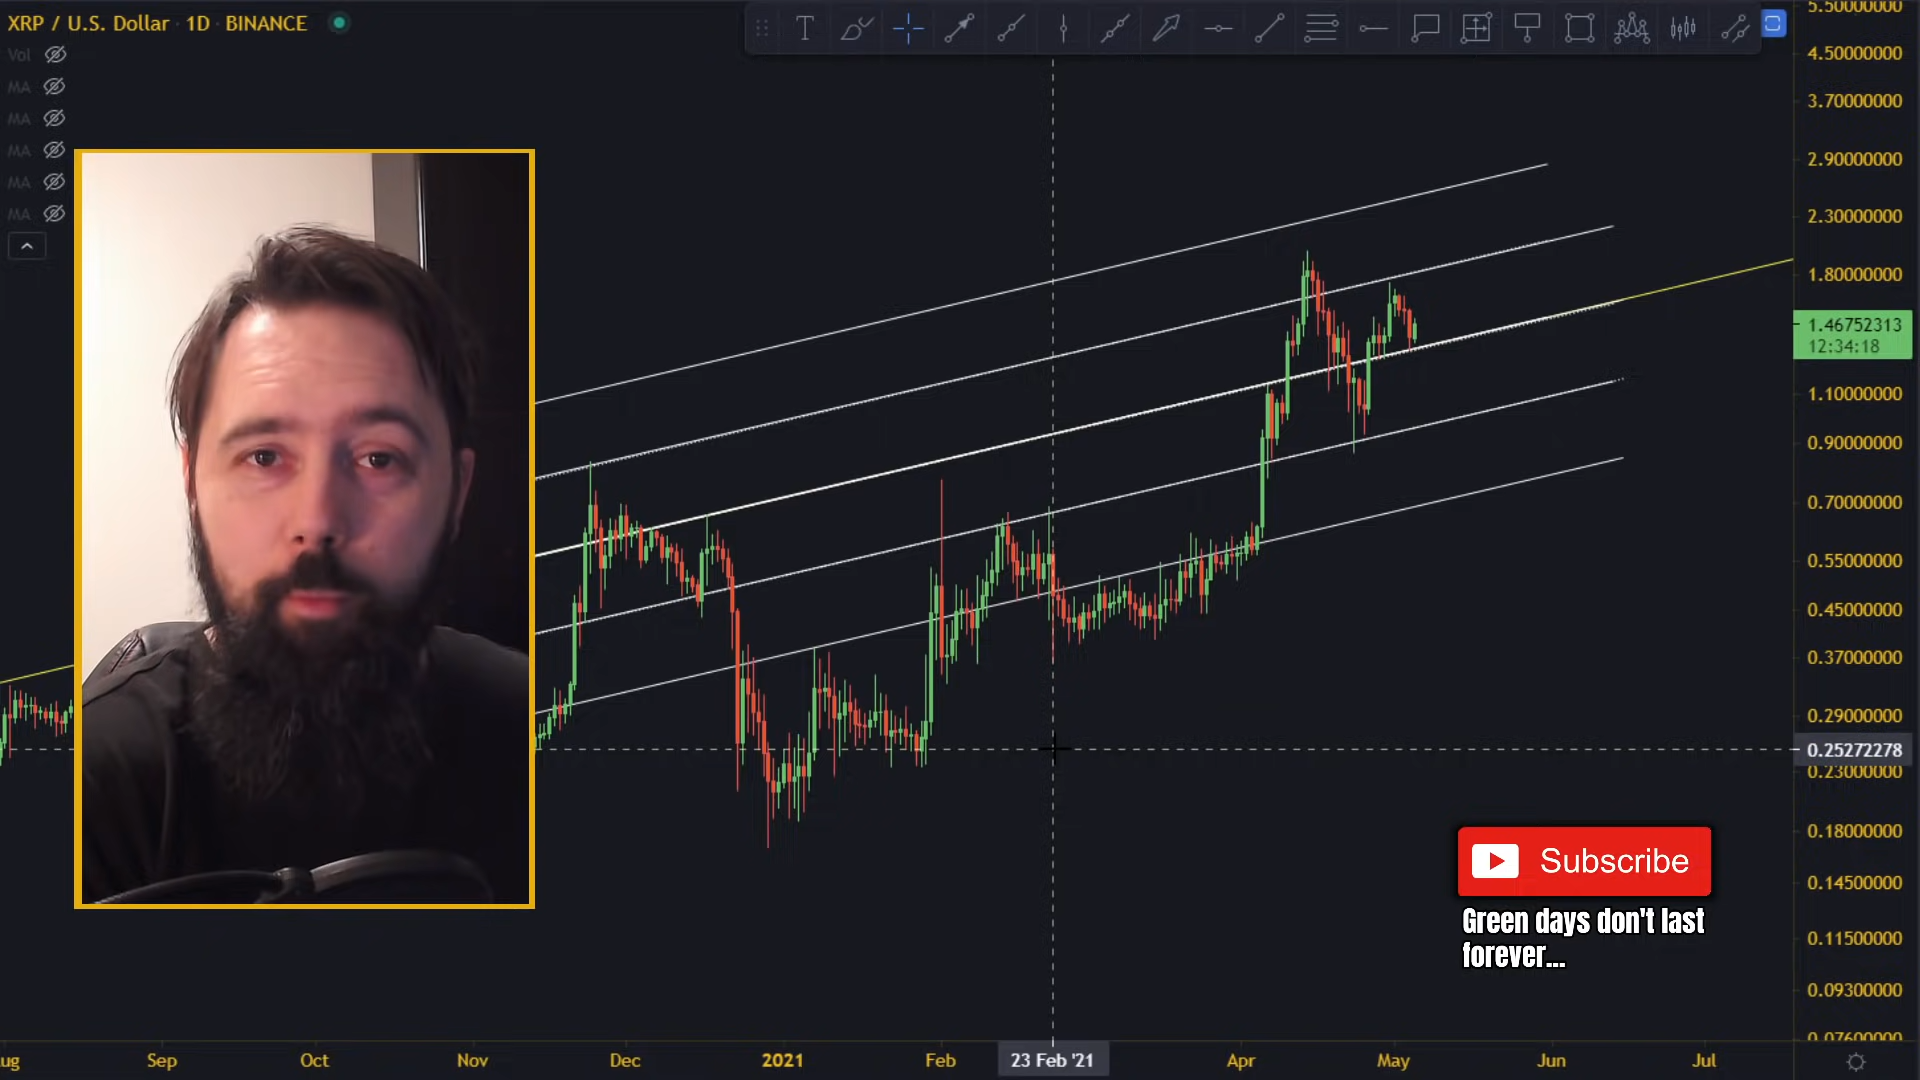 XRP / U.S. Dollar · 1D · BINANCE
Vol
MA
MA
MA
MA
MA
T
5.50000000
4.50000000
3.70000000
2.90000000
2.30000000
1.80000000
1.46752313
12:34:18
1.10000000
0.90000000
0.70000000
0.55000000
0.45000000
0.37000000
0.29000000
0.25272278
0.23000000
0.18000000
0.14500000
0.11500000
0.09300000
0.07600000
Subscribe
Green days don't last
forever...
ug Sep Oct Nov Dec 2021 Feb 23 Feb '21 Apr May Jun Jul